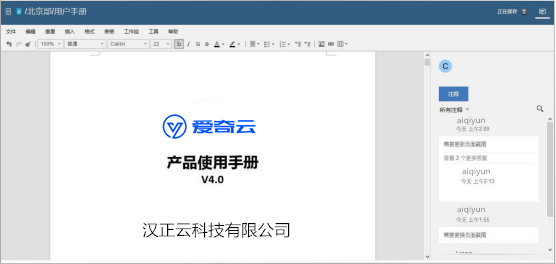 /北京部/用户手册
正在保存
文件 编辑 查看 插入 格式 表格 工作组 工具 帮助
100% 普通 Calibri 22 b I U S A
C
注释
所有注释
爱奇云
产品使用手册
V4.0
汉正云科技有限公司
aiqiyun
今天 上午2:09
需要更新页面截图
查看 2 个更多答复
aiqiyun
今天 上午2:13
aiqiyun
今天 上午1:55
需要更换页面截图